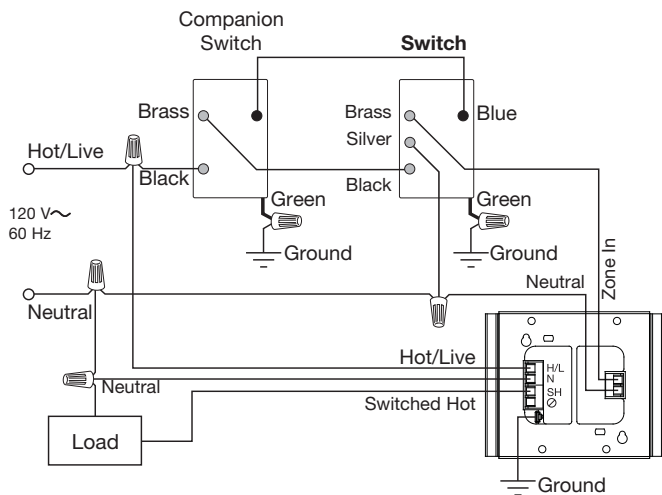 Companion
Switch
Switch
Brass
Brass
Blue
Silver
Hot/Live
Black
Black
Green
Green
120 V~
60 Hz
Ground
Ground
Zone In
Neutral
Neutral
Hot/Live
H/L
N
Neutral
SH
Switched Hot
Load
Ground